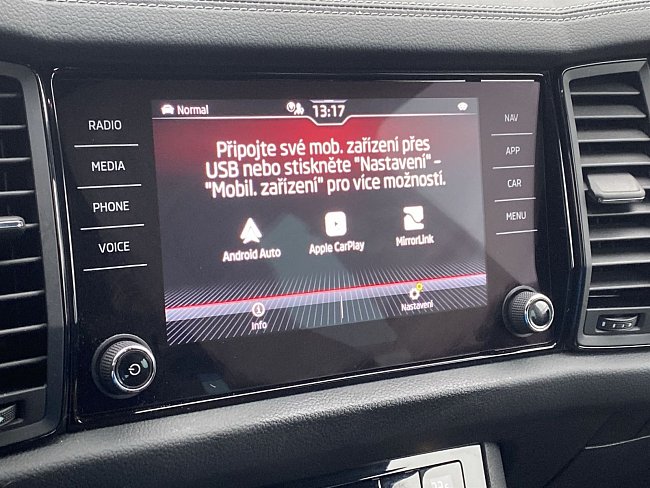 Normal
13:17
RADIO
MEDIA
PHONE
VOICE
NAV
APP
CAR
MENU
Připojte své mob. zařízení přes
USB nebo stiskněte "Nastavení" -
"Mobil. zařízení" pro více možností.
Android Auto
Apple CarPlay
MirrorLink
Info
Nastavení